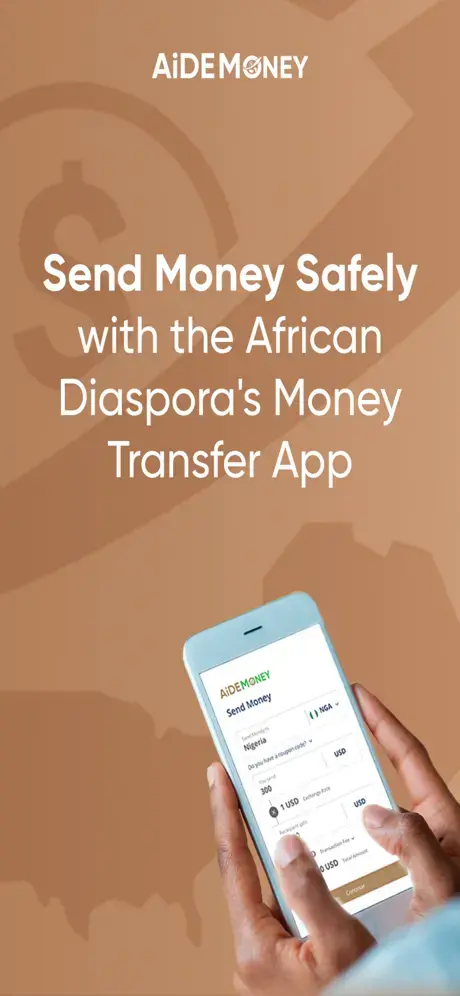 AiDEMONEY
Send Money Safely
with the African
Diaspora's Money
Transfer App
AiDEMONEY
Send Money
Send Money to
Nigeria
NGA
Do you have a coupon code?
You send
300
USD
1 USD Exchange Rate
Recipient gets
USD
Transaction Fee
0 USD Total Amount
Continue